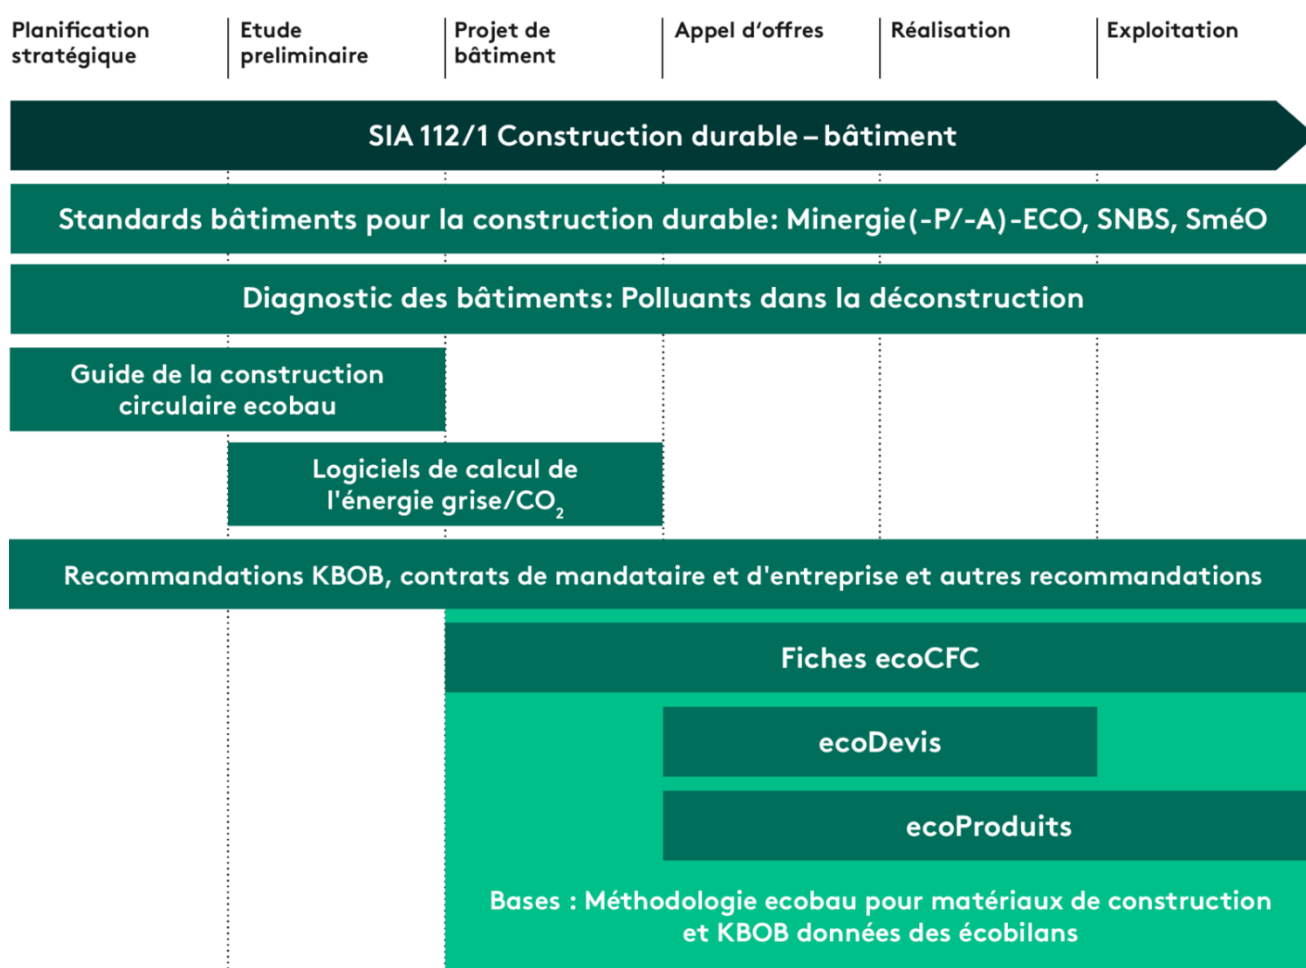 Planification
stratégique
Etude
preliminaire
Projet de
bâtiment
Appel d‘offres
Réalisation
Exploitation
SIA 112/1 Construction durable – bâtiment
Standards bâtiments pour la construction durable: Minergie(-P/-A)-ECO, SNBS, SméO
Diagnostic des bâtiments: Polluants dans la déconstruction
Guide de la construction
circulaire ecobau
Logiciels de calcul de
l'énergie grise/CO₂
Recommandations KBOB, contrats de mandataire et d'entreprise et autres recommandations
Fiches ecoCFC
ecoDevis
ecoProduits
Bases : Méthodologie ecobau pour matériaux de construction
et KBOB données des écobilans